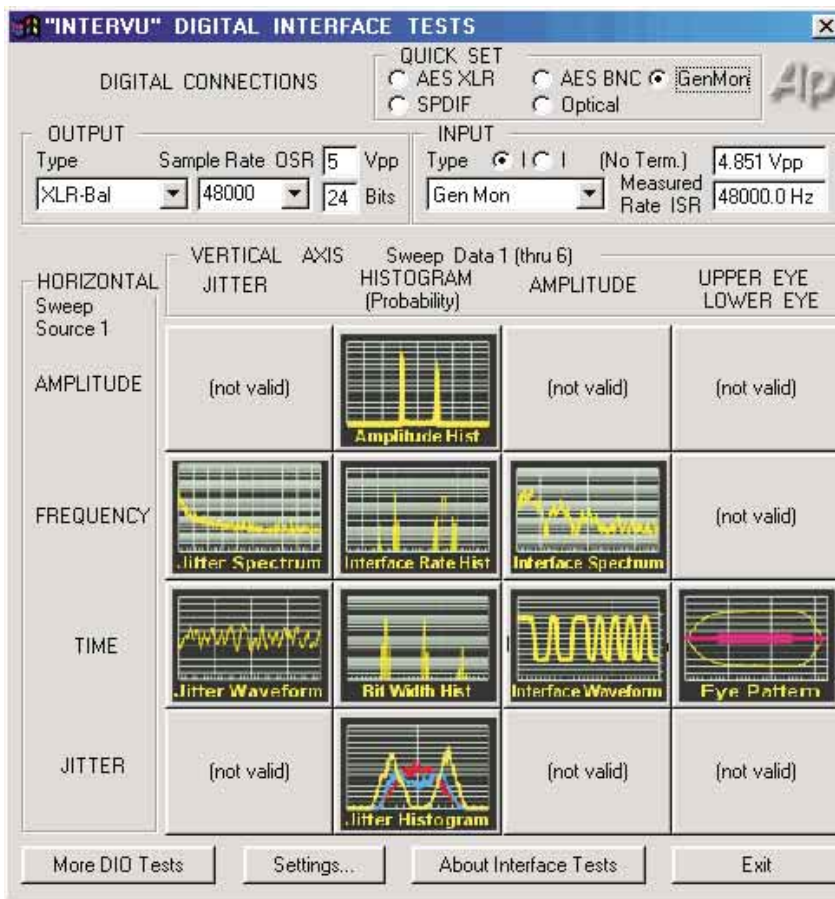 "INTERVU" DIGITAL INTERFACE TESTS
DIGITAL CONNECTIONS
QUICK SET
AES XLR
AES BNC
GenMon
SPDIF
Optical
Alp
OUTPUT
Type
Sample Rate OSR
5
Vpp
XLR-Bal
48000
24
Bits
INPUT
Type
I
I
(No Term.)
4.851 Vpp
Gen Mon
Measured
Rate ISR
48000.0 Hz
VERTICAL AXIS
Sweep Data 1 (thru 6)
HORIZONTAL
Sweep
Source 1
JITTER
HISTOGRAM
(Probability)
AMPLITUDE
UPPER EYE
LOWER EYE
AMPLITUDE
(not valid)
Amplitude Hist
(not valid)
(not valid)
FREQUENCY
Jitter Spectrum
Interface Rate Hist
Interface Spectrum
(not valid)
TIME
Jitter Waveform
Bit Width Hist
Interface Waveform
Eye Pattern
JITTER
(not valid)
Jitter Histogram
(not valid)
(not valid)
More DIO Tests
Settings...
About Interface Tests
Exit